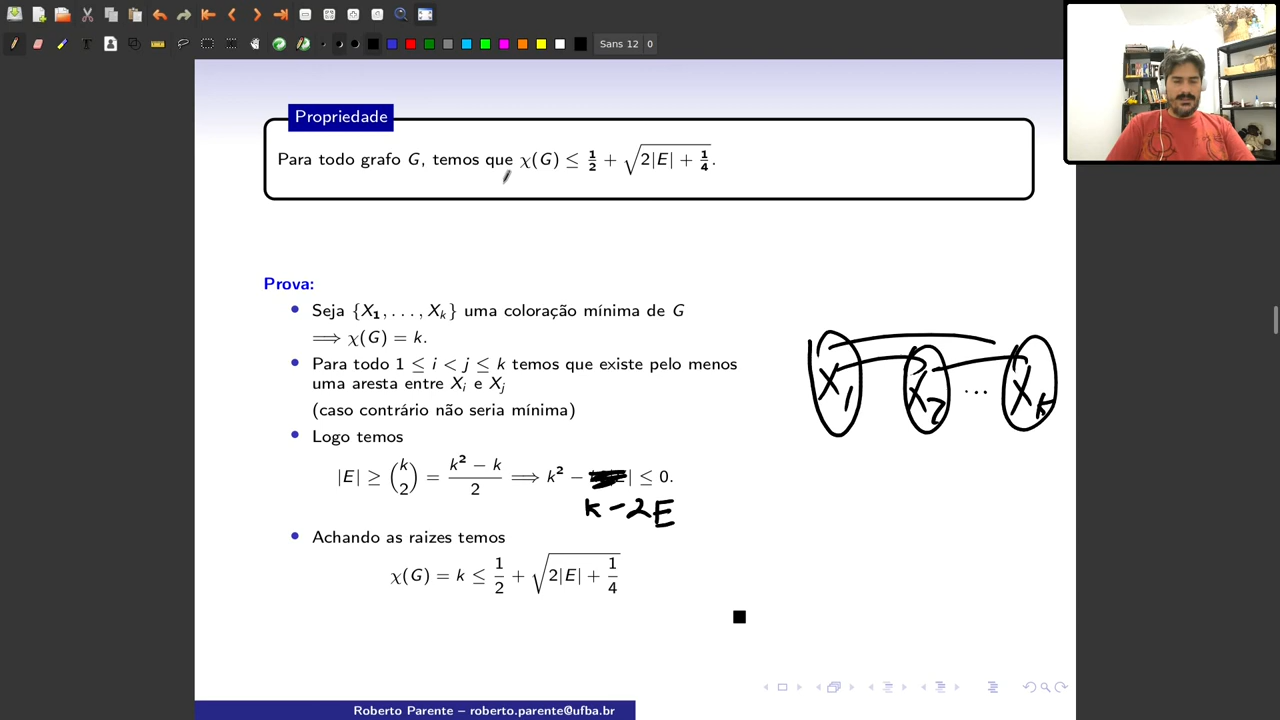 Sans 12 0
Propriedade
Para todo grafo G, temos que χ(G) ≤ 1/2 + √(2|E| + 1/4).
Prova:
• Seja {X₁, . . . , Xₖ} uma coloração mínima de G
⟹ χ(G) = k.
• Para todo 1 ≤ i < j ≤ k temos que existe pelo menos
uma aresta entre Xᵢ e Xⱼ
(caso contrário não seria mínima)
• Logo temos
|E| ≥ (k 2) = (k² − k)/2 ⟹ k² − | ≤ 0.
k − 2E
• Achando as raizes temos
χ(G) = k ≤ 1/2 + √(2|E| + 1/4)
■
X₁ X₂ ... Xₖ
Roberto Parente – roberto.parente@ufba.br